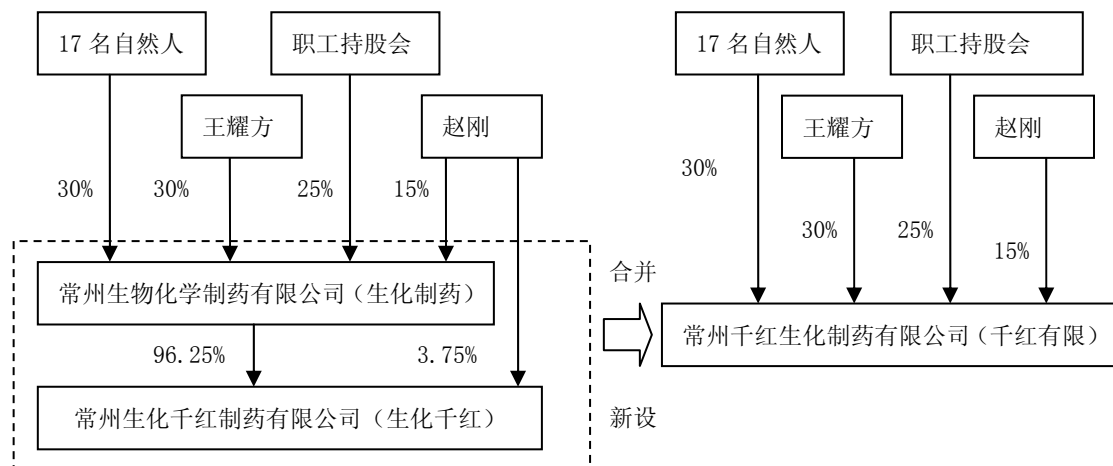 17 名自然人
职工持股会
17 名自然人
职工持股会
王耀方
赵刚
王耀方
赵刚
30%
30%
25%
15%
30%
30%
25%
15%
合并
常州生物化学制药有限公司（生化制药）
常州千红生化制药有限公司（千红有限）
96.25%
3.75%
新设
常州生化千红制药有限公司（生化千红）